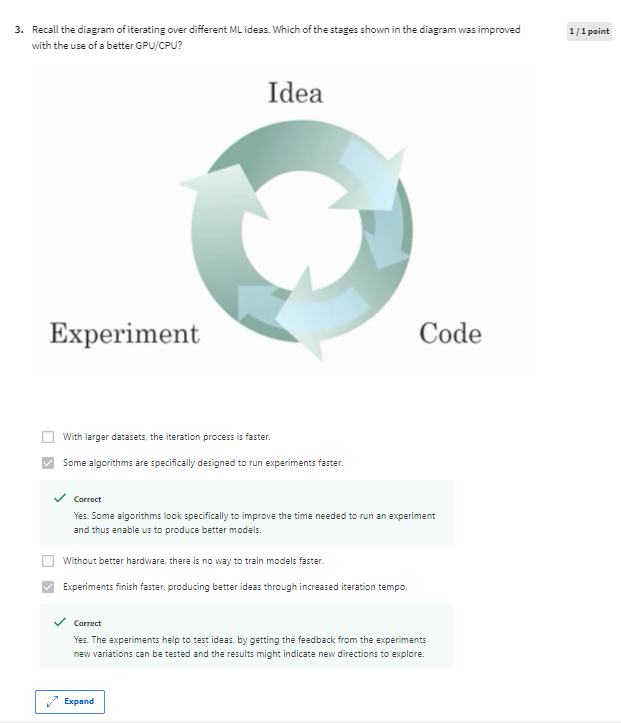 3. Recall the diagram of iterating over different ML ideas. Which of the stages shown in the diagram was improved
with the use of a better GPU/CPU?
1 / 1 point
Idea
Experiment
Code
With larger datasets, the iteration process is faster.
Some algorithms are specifically designed to run experiments faster.
Correct
Yes. Some algorithms look specifically to improve the time needed to run an experiment
and thus enable us to produce better models.
Without better hardware, there is no way to train models faster.
Experiments finish faster, producing better ideas through increased iteration tempo.
Correct
Yes. The experiments help to test ideas, by getting the feedback from the experiments
new variations can be tested and the results might indicate new directions to explore.
Expand